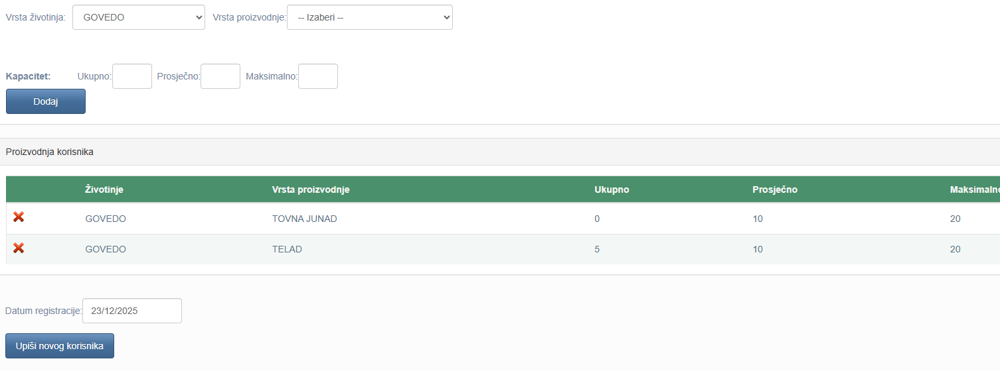 Vrsta životinja: GOVEDO Vrsta proizvodnje: -- Izaberi --
Kapacitet: Ukupno: Prosječno: Maksimalno:
Dodaj
Proizvodnja korisnika
Životinje Vrsta proizvodnje Ukupno Prosječno Maksimalno
GOVEDO TOVNA JUNAD 0 10 20
GOVEDO TELAD 5 10 20
Datum registracije: 23/12/2025
Upiši novog korisnika